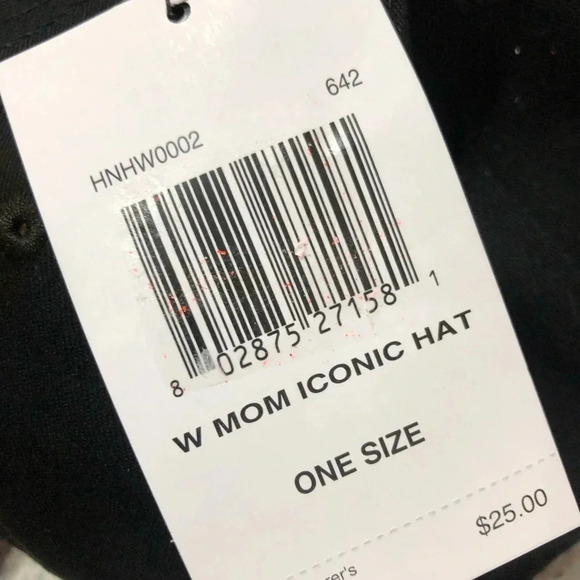 642
HNHW0002
8 02875 27158 1
W MOM ICONIC HAT
ONE SIZE
$25.00